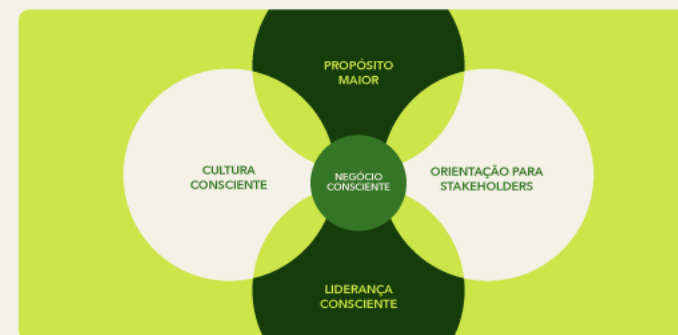 PROPÓSITO
MAIOR
CULTURA
CONSCIENTE
NEGÓCIO
CONSCIENTE
ORIENTAÇÃO PARA
STAKEHOLDERS
LIDERANÇA
CONSCIENTE